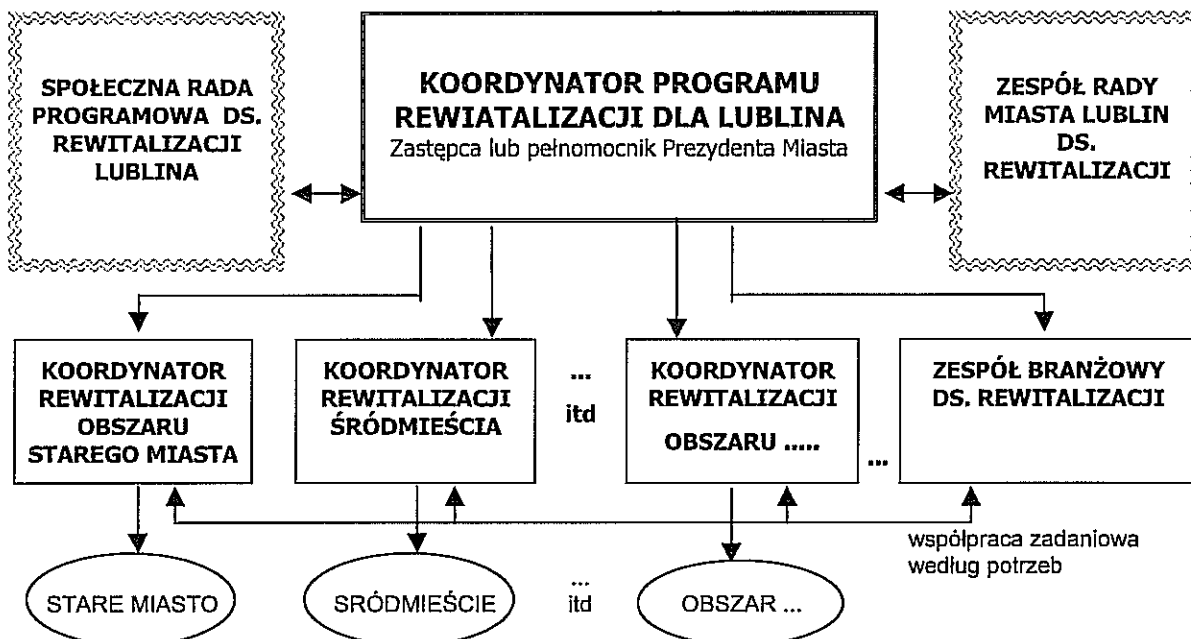 SPOŁECZNA RADA
PROGRAMOWA DS.
REWITALIZACJI
LUBLINA
KOORDYNATOR PROGRAMU
REWIATALIZACJI DLA LUBLINA
Zastępca lub pełnomocnik Prezydenta Miasta
ZESPÓŁ RADY
MIASTA LUBLIN
DS.
REWITALIZACJI
KOORDYNATOR
REWITALIZACJI
OBSZARU
STAREGO MIASTA
KOORDYNATOR
REWITALIZACJI
ŚRÓDMIEŚCIA
...
itd
KOORDYNATOR
REWITALIZACJI
OBSZARU .....
...
ZESPÓŁ BRANŻOWY
DS. REWITALIZACJI
współpraca zadaniowa
według potrzeb
STARE MIASTO
SRÓDMIEŚCIE
...
itd
OBSZAR ...